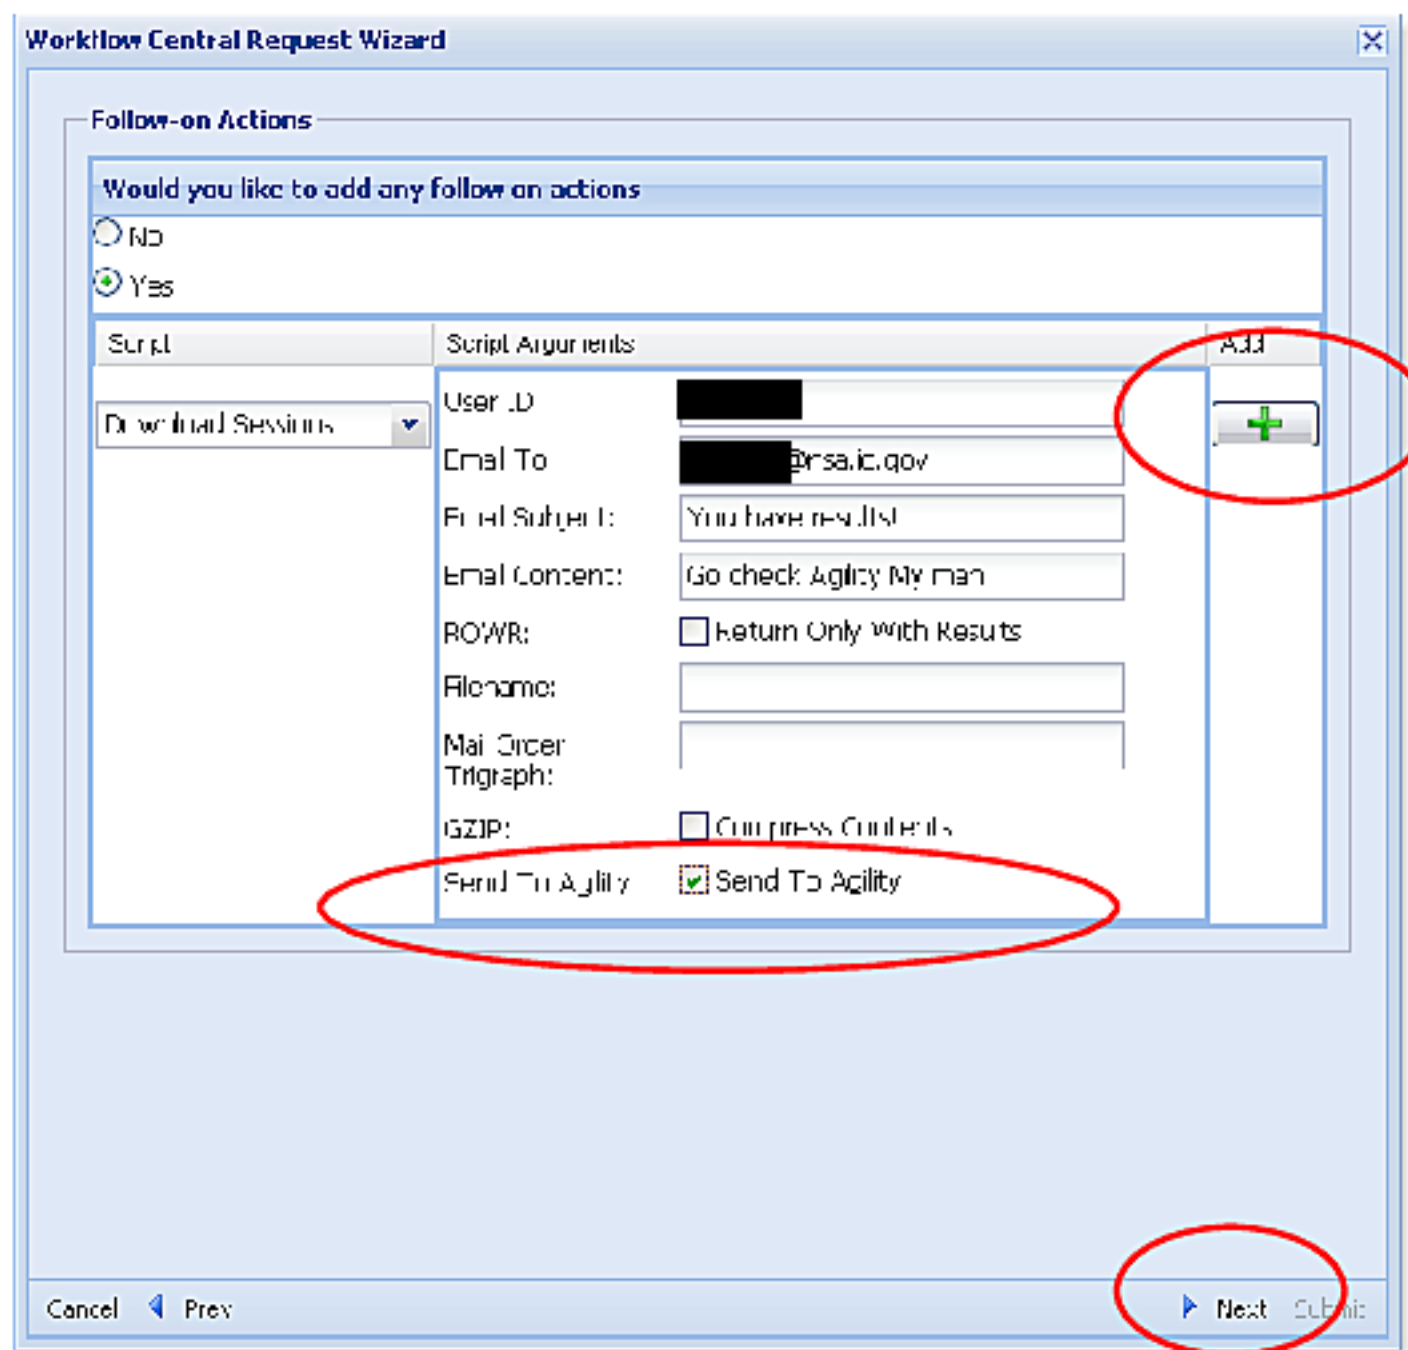 Workflow Central Request Wizard
Follow-on Actions
Would you like to add any follow on actions
No
Yes
Script Script Arguments Add
Download Sessions
User ID
Email To @nsa.ic.gov
Email Subject: You have results!
Email Content: Go check Agility My man
ROWR: Return Only With Results
Filename:
Mail Order
Trigraph:
GZIP: Compress Contents
Send To Agility Send To Agility
Cancel Prev Next Submit